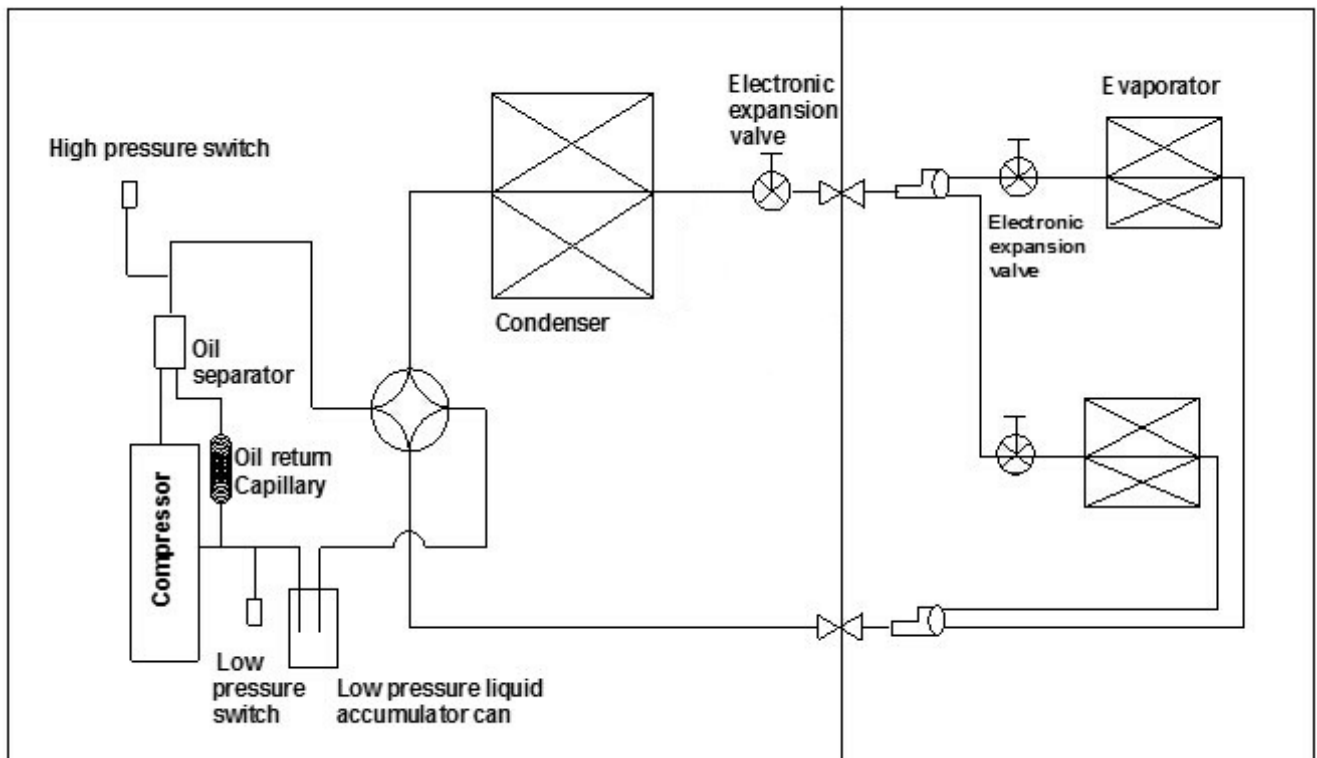 Electronic
expansion
valve
Evaporator
High pressure switch
Electronic
expansion
valve
Condenser
Oil
separator
Oil return
Capillary
Compressor
Low
pressure
switch
Low pressure liquid
accumulator can